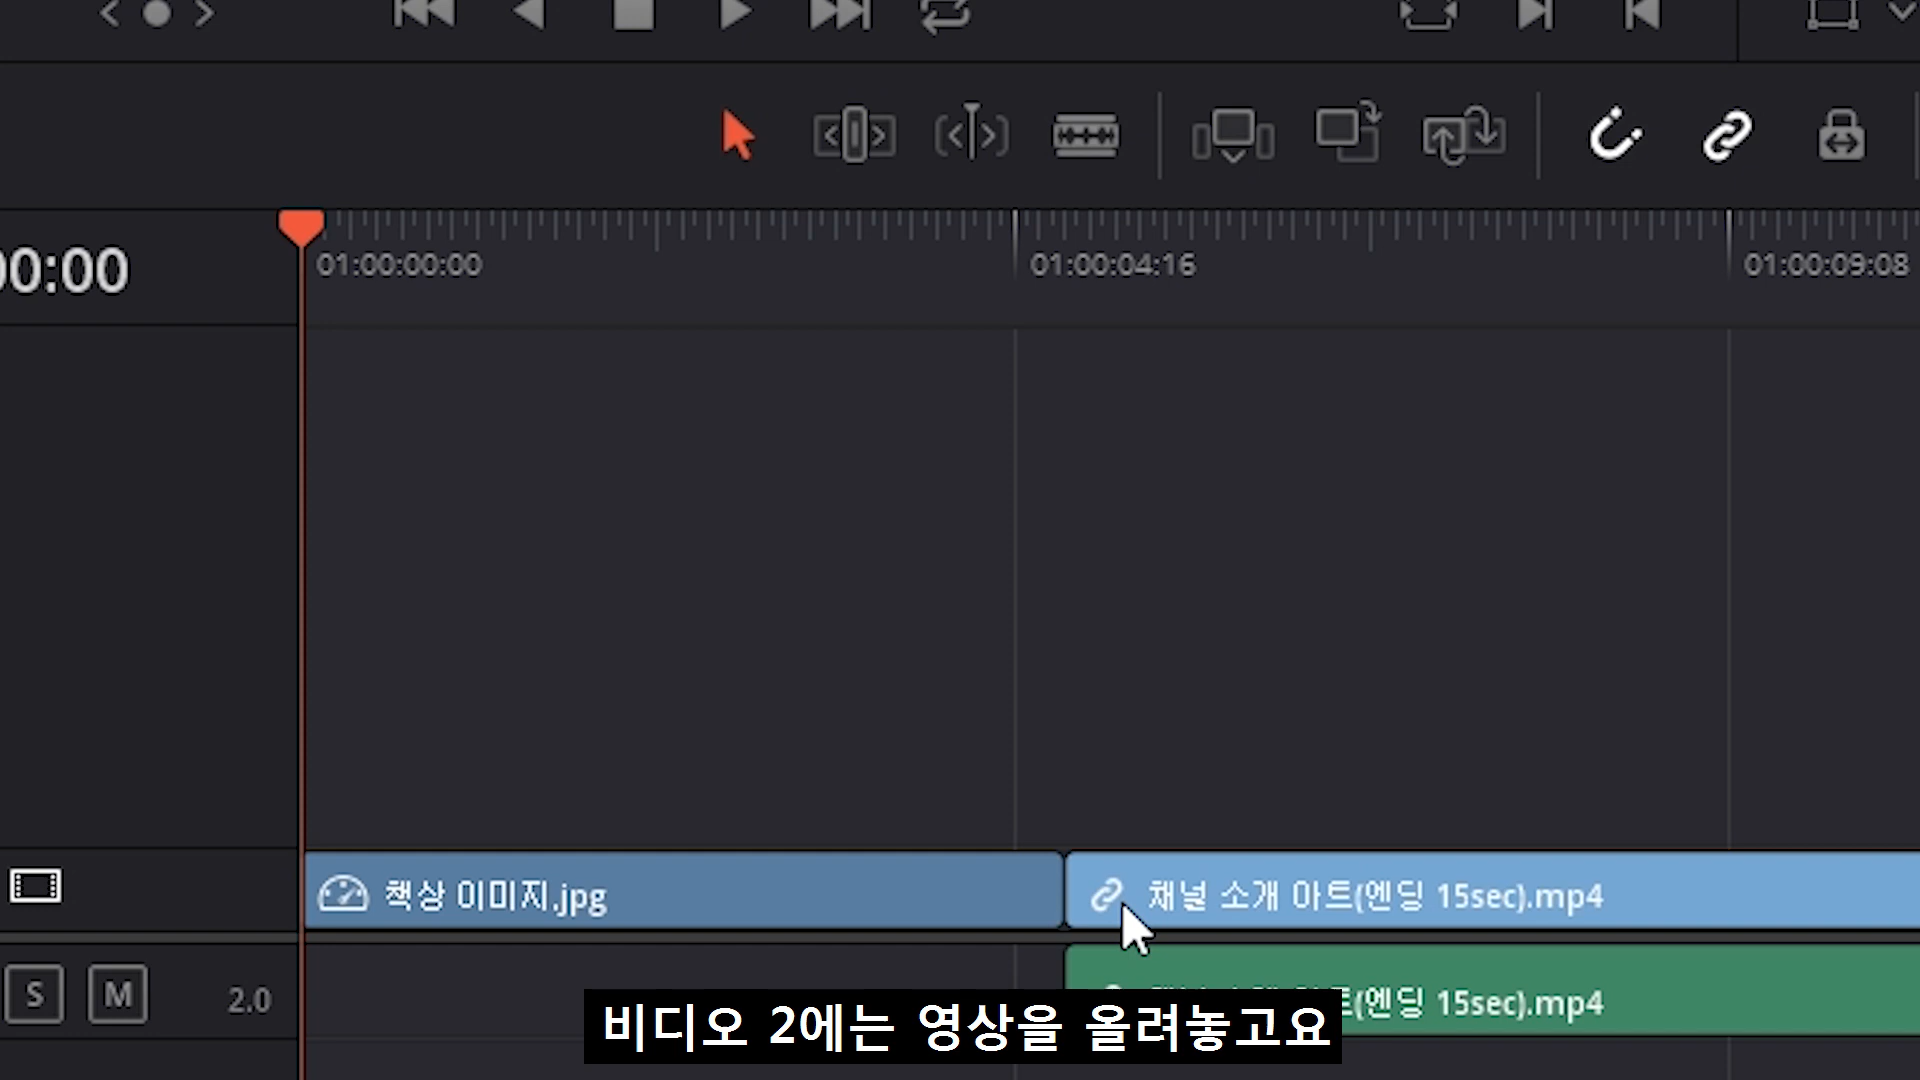 00:00
01:00:00:00
01:00:04:16
01:00:09:08
책상 이미지.jpg
채널 소개 아트(엔딩 15sec).mp4
S M 2.0
트(엔딩 15sec).mp4
비디오 2에는 영상을 올려놓고요